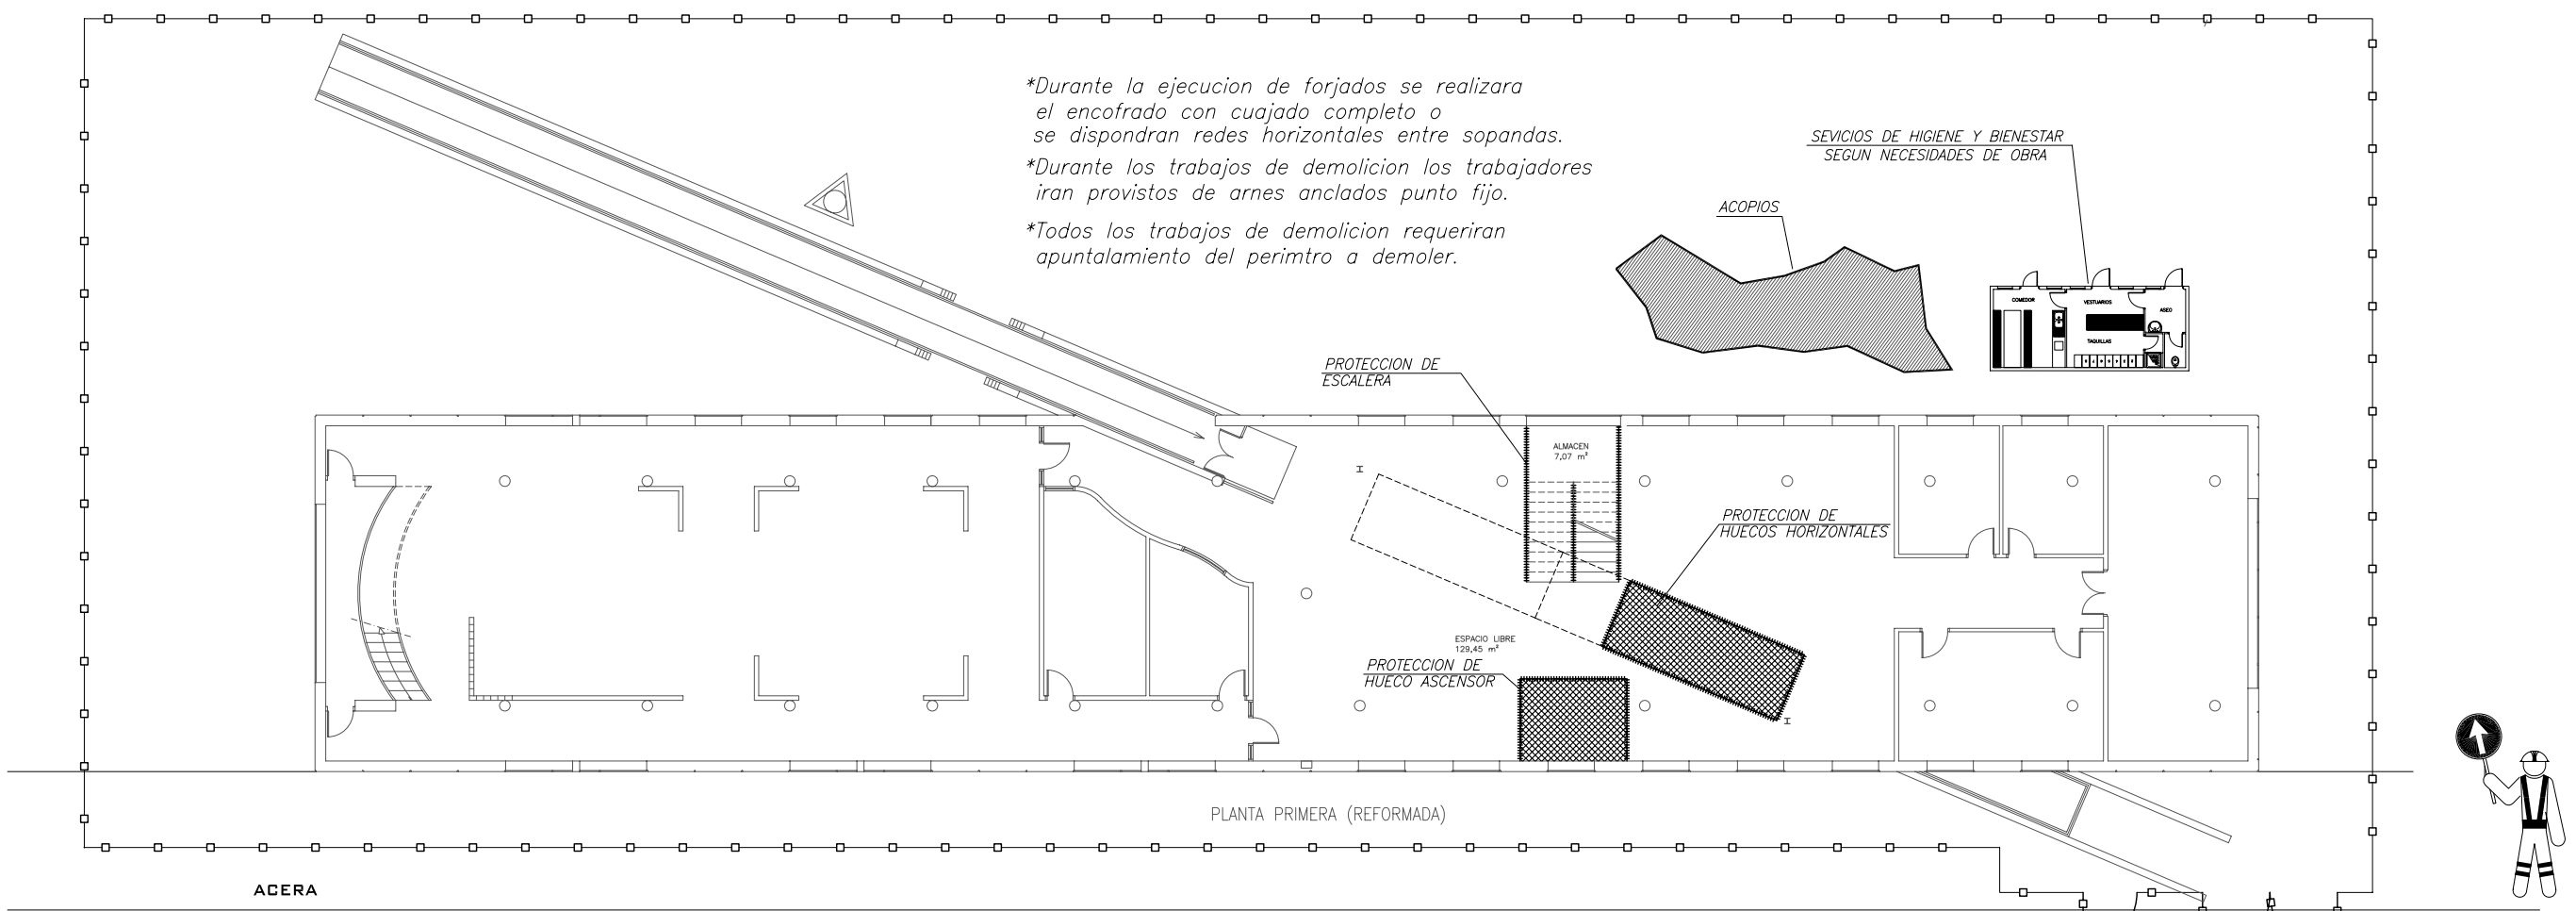 *Durante la ejecucion de forjados se realizara
el encofrado con cuajado completo o
se dispondran redes horizontales entre sopandas.
*Durante los trabajos de demolicion los trabajadores
iran provistos de arnes anclados punto fijo.
*Todos los trabajos de demolicion requeriran
apuntalamiento del perimtro a demoler.
SEVICIOS DE HIGIENE Y BIENESTAR
SEGUN NECESIDADES DE OBRA
ACOPIOS
COMEDOR
VESTUARIOS
ASEO
TAQUILLAS
PROTECCION DE
ESCALERA
ALMACEN
7,07 m²
PROTECCION DE
HUECOS HORIZONTALES
ESPACIO LIBRE
129,45 m²
PROTECCION DE
HUECO ASCENSOR
PLANTA PRIMERA (REFORMADA)
ACERA